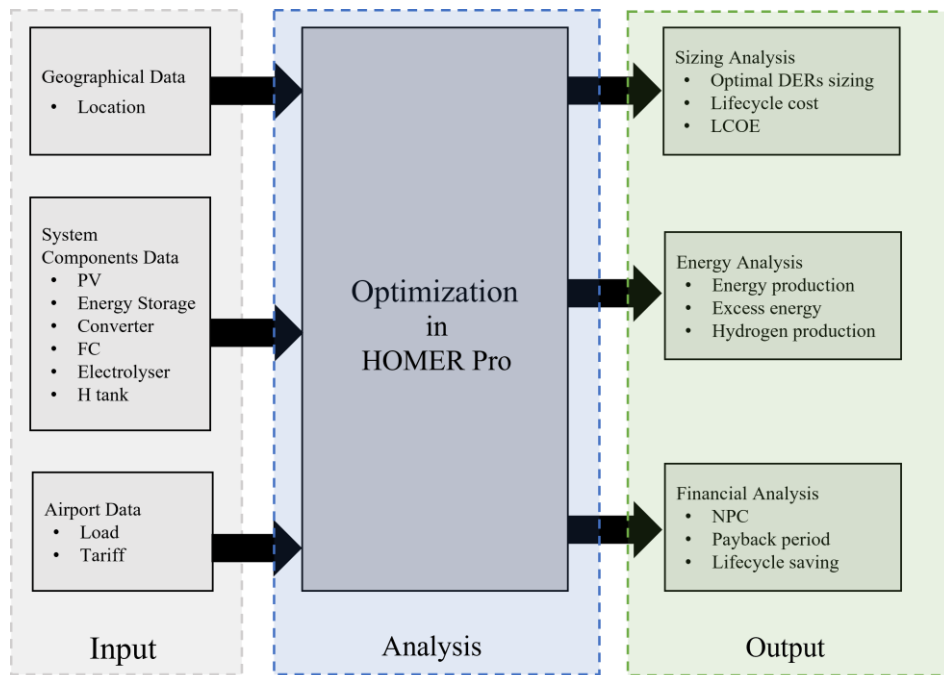 Geographical Data
• Location
System
Components Data
• PV
• Energy Storage
• Converter
• FC
• Electrolyser
• H tank
Airport Data
• Load
• Tariff
Input
Optimization
in
HOMER Pro
Analysis
Sizing Analysis
• Optimal DERs sizing
• Lifecycle cost
• LCOE
Energy Analysis
• Energy production
• Excess energy
• Hydrogen production
Financial Analysis
• NPC
• Payback period
• Lifecycle saving
Output